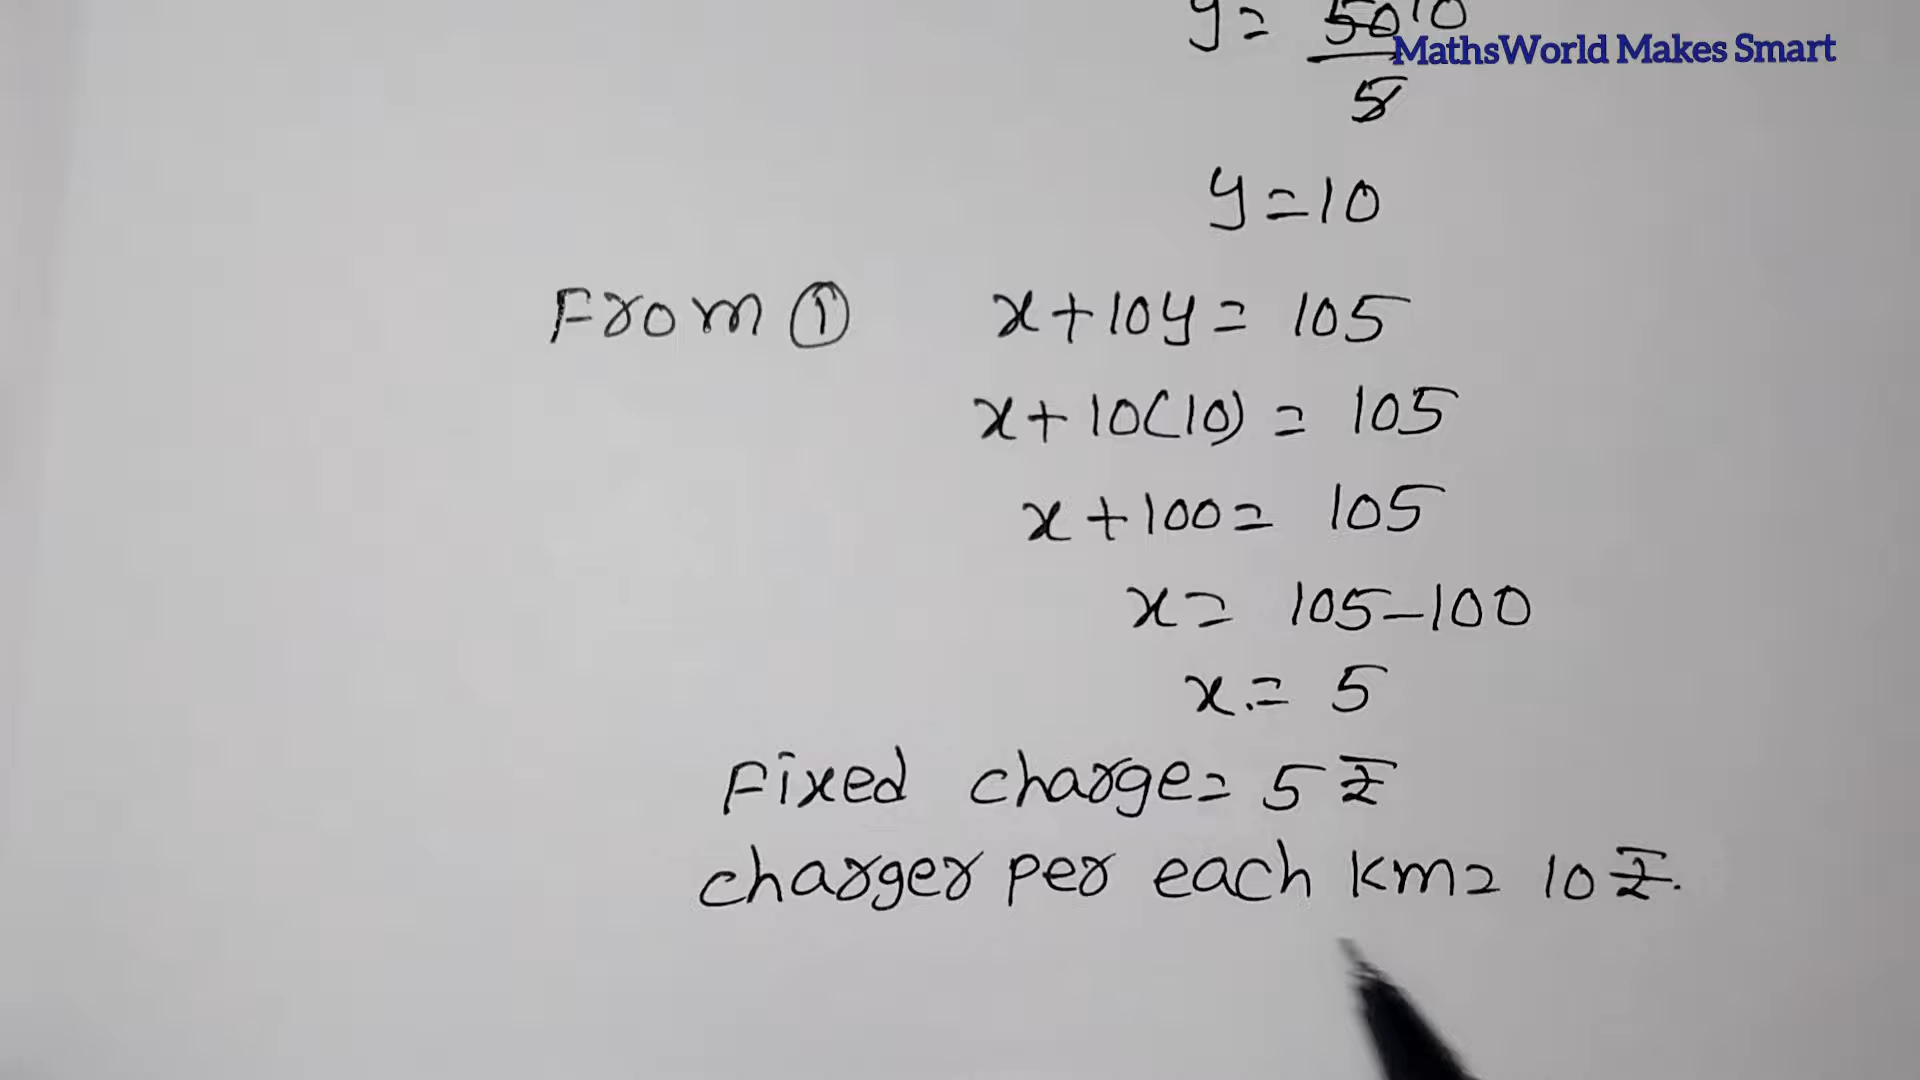 y = 50 10
MathsWorld Makes Smart
5
y = 10
From ① x + 10y = 105
x + 10(10) = 105
x + 100 = 105
x = 105 - 100
x = 5
Fixed charge = 5 ₹
charger per each km = 10 ₹.